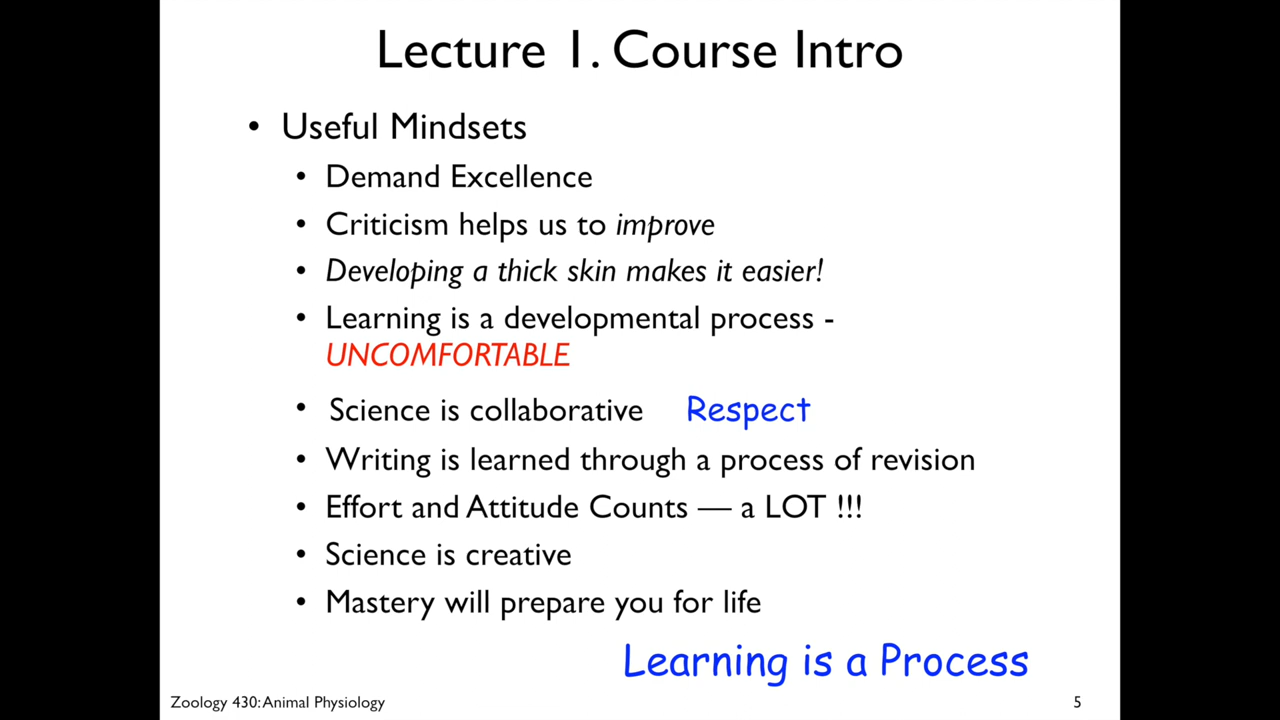 Lecture 1. Course Intro
• Useful Mindsets
• Demand Excellence
• Criticism helps us to improve
• Developing a thick skin makes it easier!
• Learning is a developmental process -
UNCOMFORTABLE
• Science is collaborative Respect
• Writing is learned through a process of revision
• Effort and Attitude Counts — a LOT !!!
• Science is creative
• Mastery will prepare you for life
Learning is a Process
Zoology 430: Animal Physiology 5